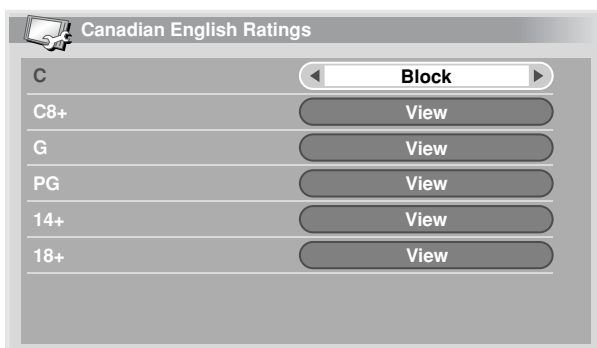 Canadian English Ratings
C Block
C8+ View
G View
PG View
14+ View
18+ View